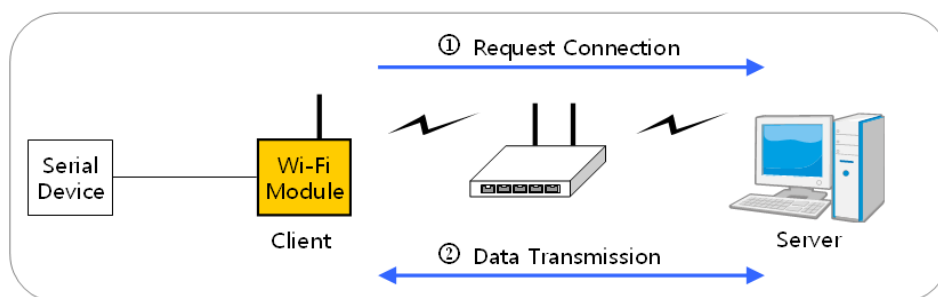 ① Request Connection
Serial
Device
Wi-Fi
Module
Client
Server
② Data Transmission